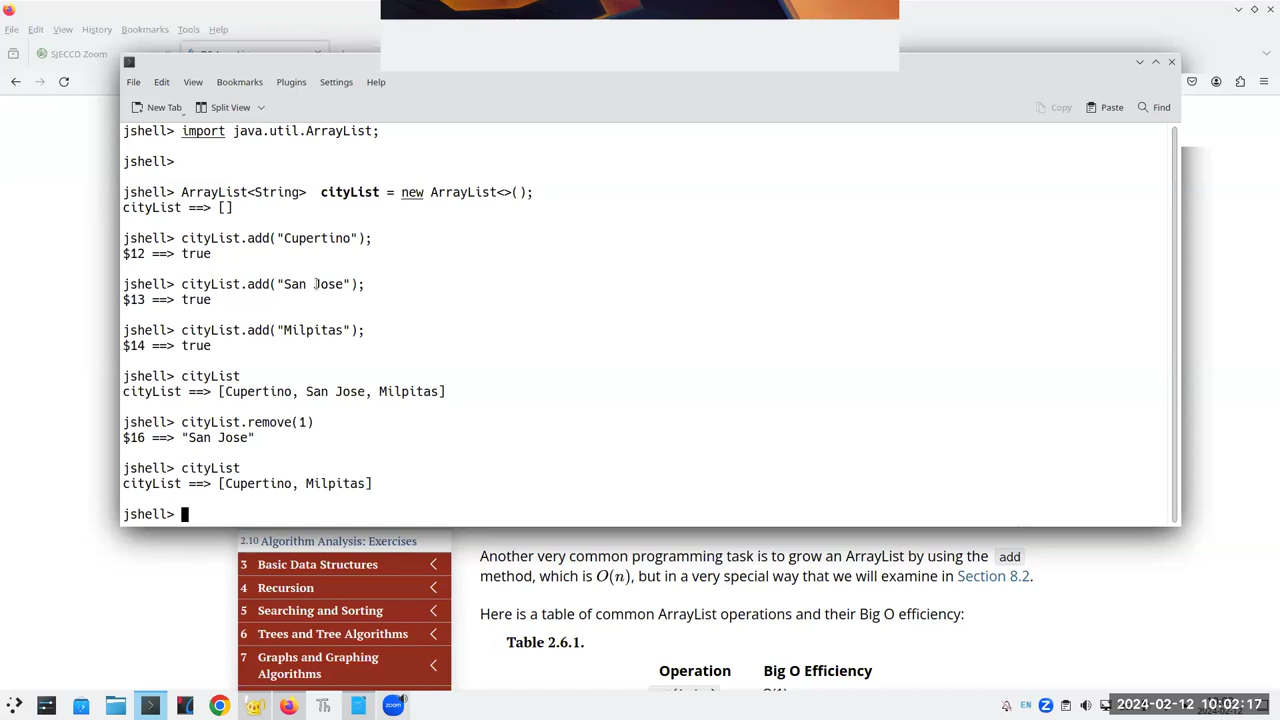 File Edit View History Bookmarks Tools Help
SJECCD Zoom
File Edit View Bookmarks Plugins Settings Help
New Tab Split View Copy Paste Find
jshell> import java.util.ArrayList;
jshell>
jshell> ArrayList<String>  cityList = new ArrayList<>();
cityList ==> []
jshell> cityList.add("Cupertino");
$12 ==> true
jshell> cityList.add("San Jose");
$13 ==> true
jshell> cityList.add("Milpitas");
$14 ==> true
jshell> cityList
cityList ==> [Cupertino, San Jose, Milpitas]
jshell> cityList.remove(1)
$16 ==> "San Jose"
jshell> cityList
cityList ==> [Cupertino, Milpitas]
jshell>
2.10 Algorithm Analysis: Exercises
3 Basic Data Structures
4 Recursion
5 Searching and Sorting
6 Trees and Tree Algorithms
7 Graphs and Graphing
Algorithms
Another very common programming task is to grow an ArrayList by using the add
method, which is O(n), but in a very special way that we will examine in Section 8.2.
Here is a table of common ArrayList operations and their Big O efficiency:
Table 2.6.1.
Operation Big O Efficiency
zoom
EN
2024-02-12 10:02:17